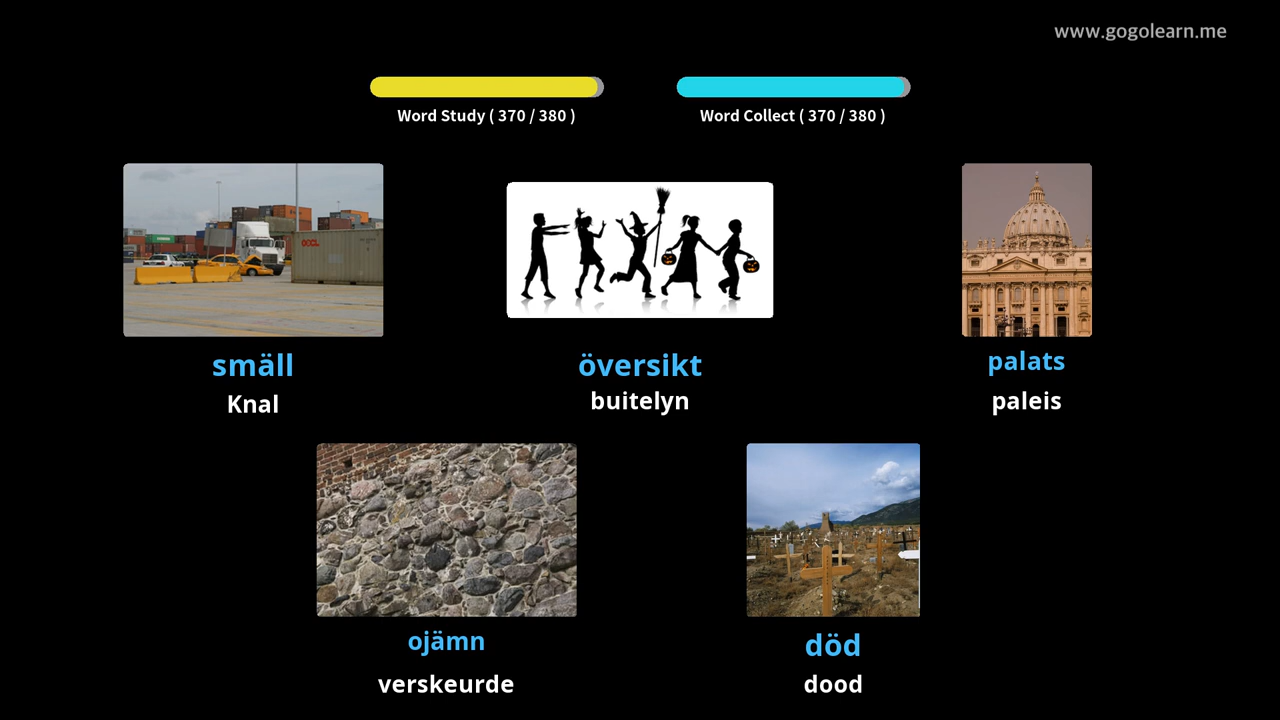 www.gogolearn.me
Word Study ( 370 / 380 )
Word Collect ( 370 / 380 )
smäll
översikt
palats
Knal
buitelyn
paleis
ojämn
död
verskeurde
dood